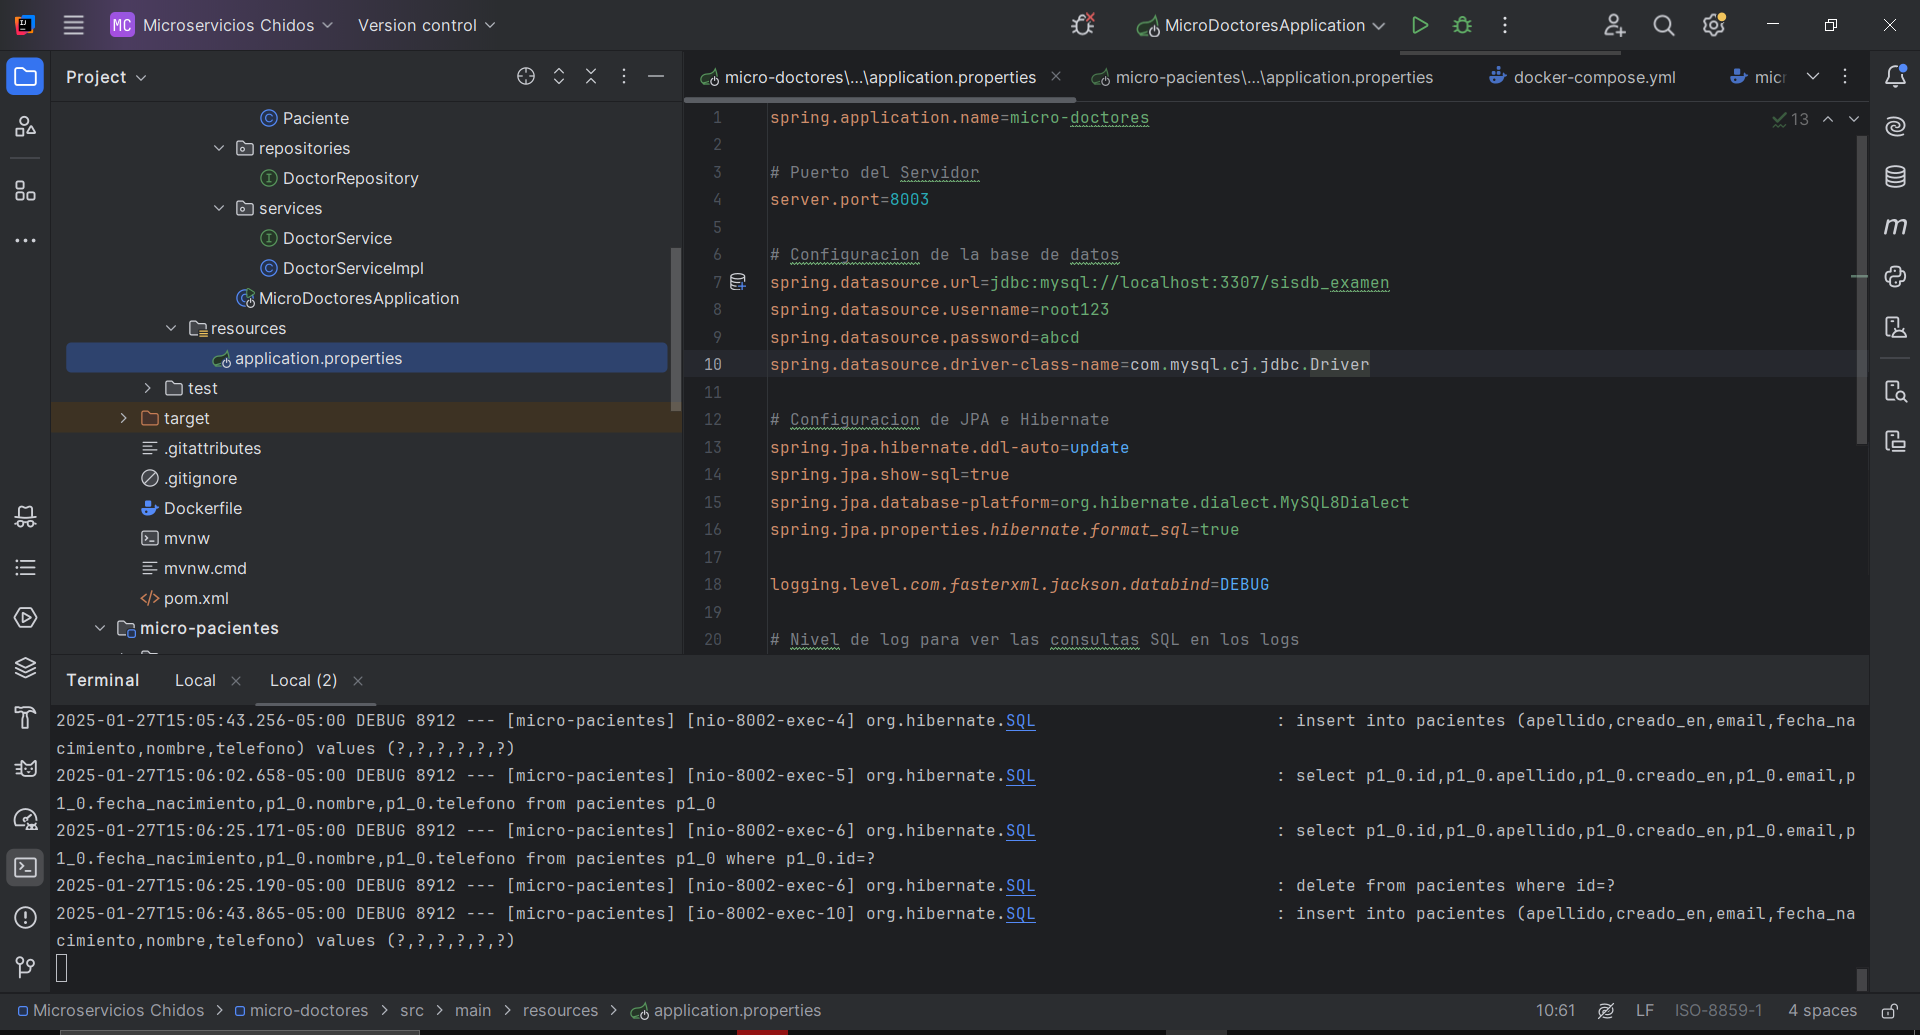 MC Microservicios Chidos Version control MicroDoctoresApplication
Project
Paciente
repositories
DoctorRepository
services
DoctorService
DoctorServiceImpl
MicroDoctoresApplication
resources
application.properties
test
target
.gitattributes
.gitignore
Dockerfile
mvnw
mvnw.cmd
pom.xml
micro-pacientes
micro-doctores\...\application.properties micro-pacientes\...\application.properties docker-compose.yml micr
13
1 spring.application.name=micro-doctores
2
3 # Puerto del Servidor
4 server.port=8003
5
6 # Configuracion de la base de datos
7 spring.datasource.url=jdbc:mysql://localhost:3307/sisdb_examen
8 spring.datasource.username=root123
9 spring.datasource.password=abcd
10 spring.datasource.driver-class-name=com.mysql.cj.jdbc.Driver
11
12 # Configuracion de JPA e Hibernate
13 spring.jpa.hibernate.ddl-auto=update
14 spring.jpa.show-sql=true
15 spring.jpa.database-platform=org.hibernate.dialect.MySQL8Dialect
16 spring.jpa.properties.hibernate.format_sql=true
17
18 logging.level.com.fasterxml.jackson.databind=DEBUG
19
20 # Nivel de log para ver las consultas SQL en los logs
Terminal Local Local (2)
2025-01-27T15:05:43.256-05:00 DEBUG 8912 --- [micro-pacientes] [nio-8002-exec-4] org.hibernate.SQL : insert into pacientes (apellido,creado_en,email,fecha_na
cimiento,nombre,telefono) values (?,?,?,?,?,?)
2025-01-27T15:06:02.658-05:00 DEBUG 8912 --- [micro-pacientes] [nio-8002-exec-5] org.hibernate.SQL : select p1_0.id,p1_0.apellido,p1_0.creado_en,p1_0.email,p
1_0.fecha_nacimiento,p1_0.nombre,p1_0.telefono from pacientes p1_0
2025-01-27T15:06:25.171-05:00 DEBUG 8912 --- [micro-pacientes] [nio-8002-exec-6] org.hibernate.SQL : select p1_0.id,p1_0.apellido,p1_0.creado_en,p1_0.email,p
1_0.fecha_nacimiento,p1_0.nombre,p1_0.telefono from pacientes p1_0 where p1_0.id=?
2025-01-27T15:06:25.190-05:00 DEBUG 8912 --- [micro-pacientes] [nio-8002-exec-6] org.hibernate.SQL : delete from pacientes where id=?
2025-01-27T15:06:43.865-05:00 DEBUG 8912 --- [micro-pacientes] [io-8002-exec-10] org.hibernate.SQL : insert into pacientes (apellido,creado_en,email,fecha_na
cimiento,nombre,telefono) values (?,?,?,?,?,?)
Microservicios Chidos > micro-doctores > src > main > resources > application.properties 10:61 LF ISO-8859-1 4 spaces